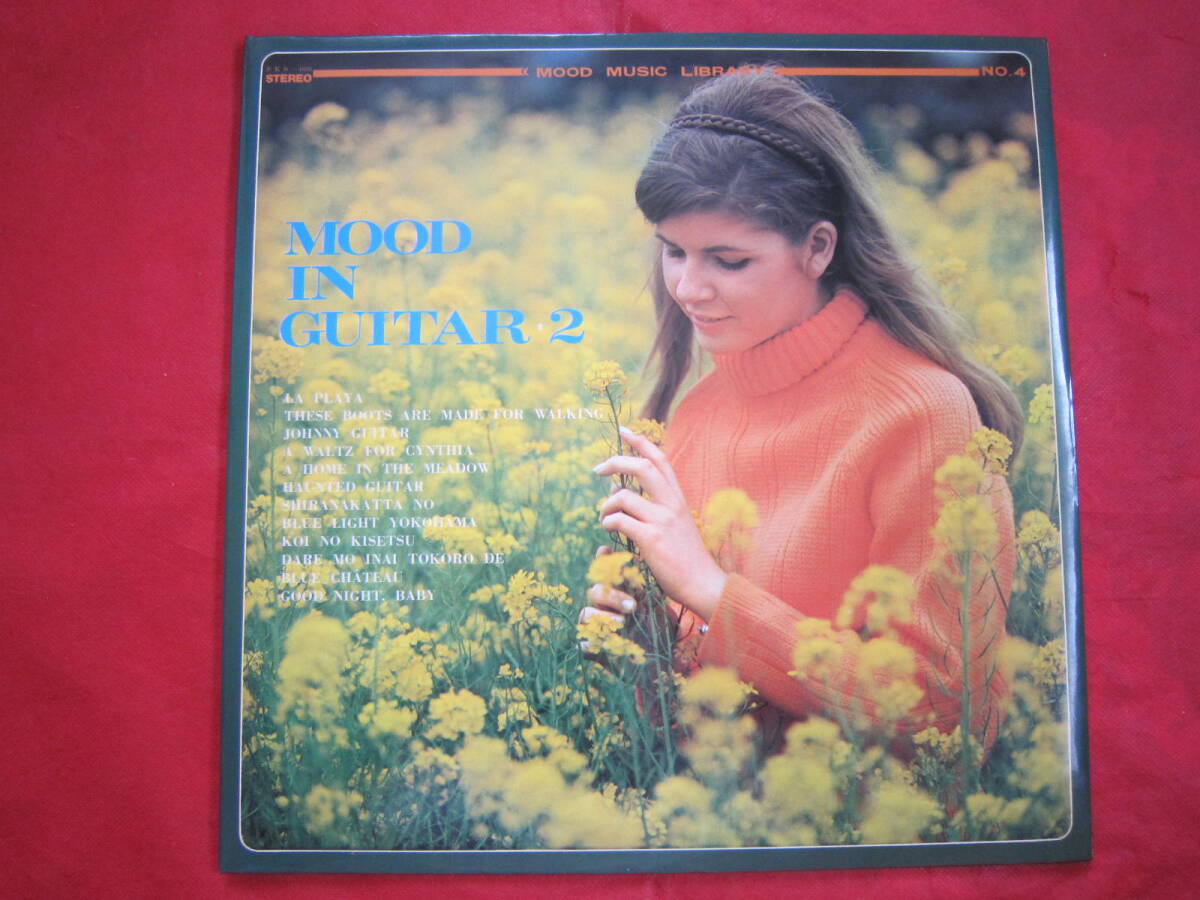 STEREO
MOOD MUSIC LIBRARY
NO.4
MOOD
IN
GUITAR·2
LA PLAYA
THESE BOOTS ARE MADE FOR WALKING
JOHNNY GUITAR
A WALTZ FOR CYNTHIA
A HOME IN THE MEADOW
HAUNTED GUITAR
SHIRANAKATTA NO
BLUE LIGHT YOKOHAMA
KOI NO KISETSU
DARE MO INAI TOKORO DE
BLUE CHÂTEAU
GOOD NIGHT, BABY